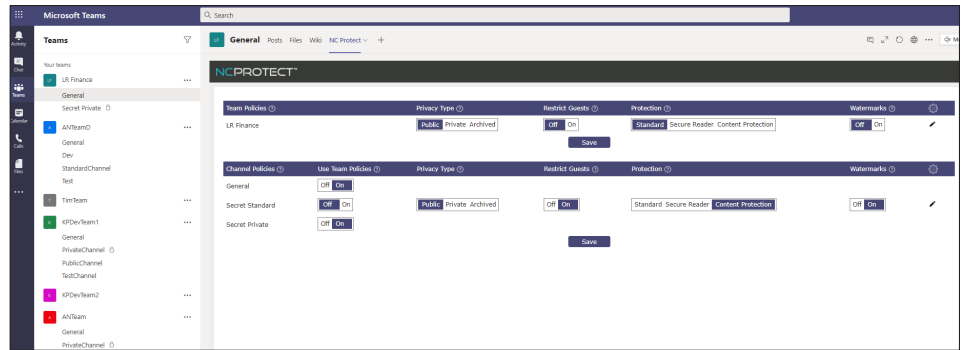 Microsoft Teams
Search
Activity
Chat
Teams
Calendar
Calls
Files
Teams
Your teams
LR Finance
General
Secret Private
ANTeamD
General
Dev
StandardChannel
Test
TimTeam
KPDevTeam1
General
PrivateChannel
PublicChannel
TestChannel
KPDevTeam2
ANTeam
General
PrivateChannel
General Posts Files Wiki NC Protect
NCPROTECT™
Team Policies Privacy Type Restrict Guests Protection Watermarks
LR Finance Public Private Archived Off On Standard Secure Reader Content Protection Off On
Save
Channel Policies Use Team Policies Privacy Type Restrict Guests Protection Watermarks
General Off On
Secret Standard Off On Public Private Archived Off On Standard Secure Reader Content Protection Off On
Secret Private Off On
Save